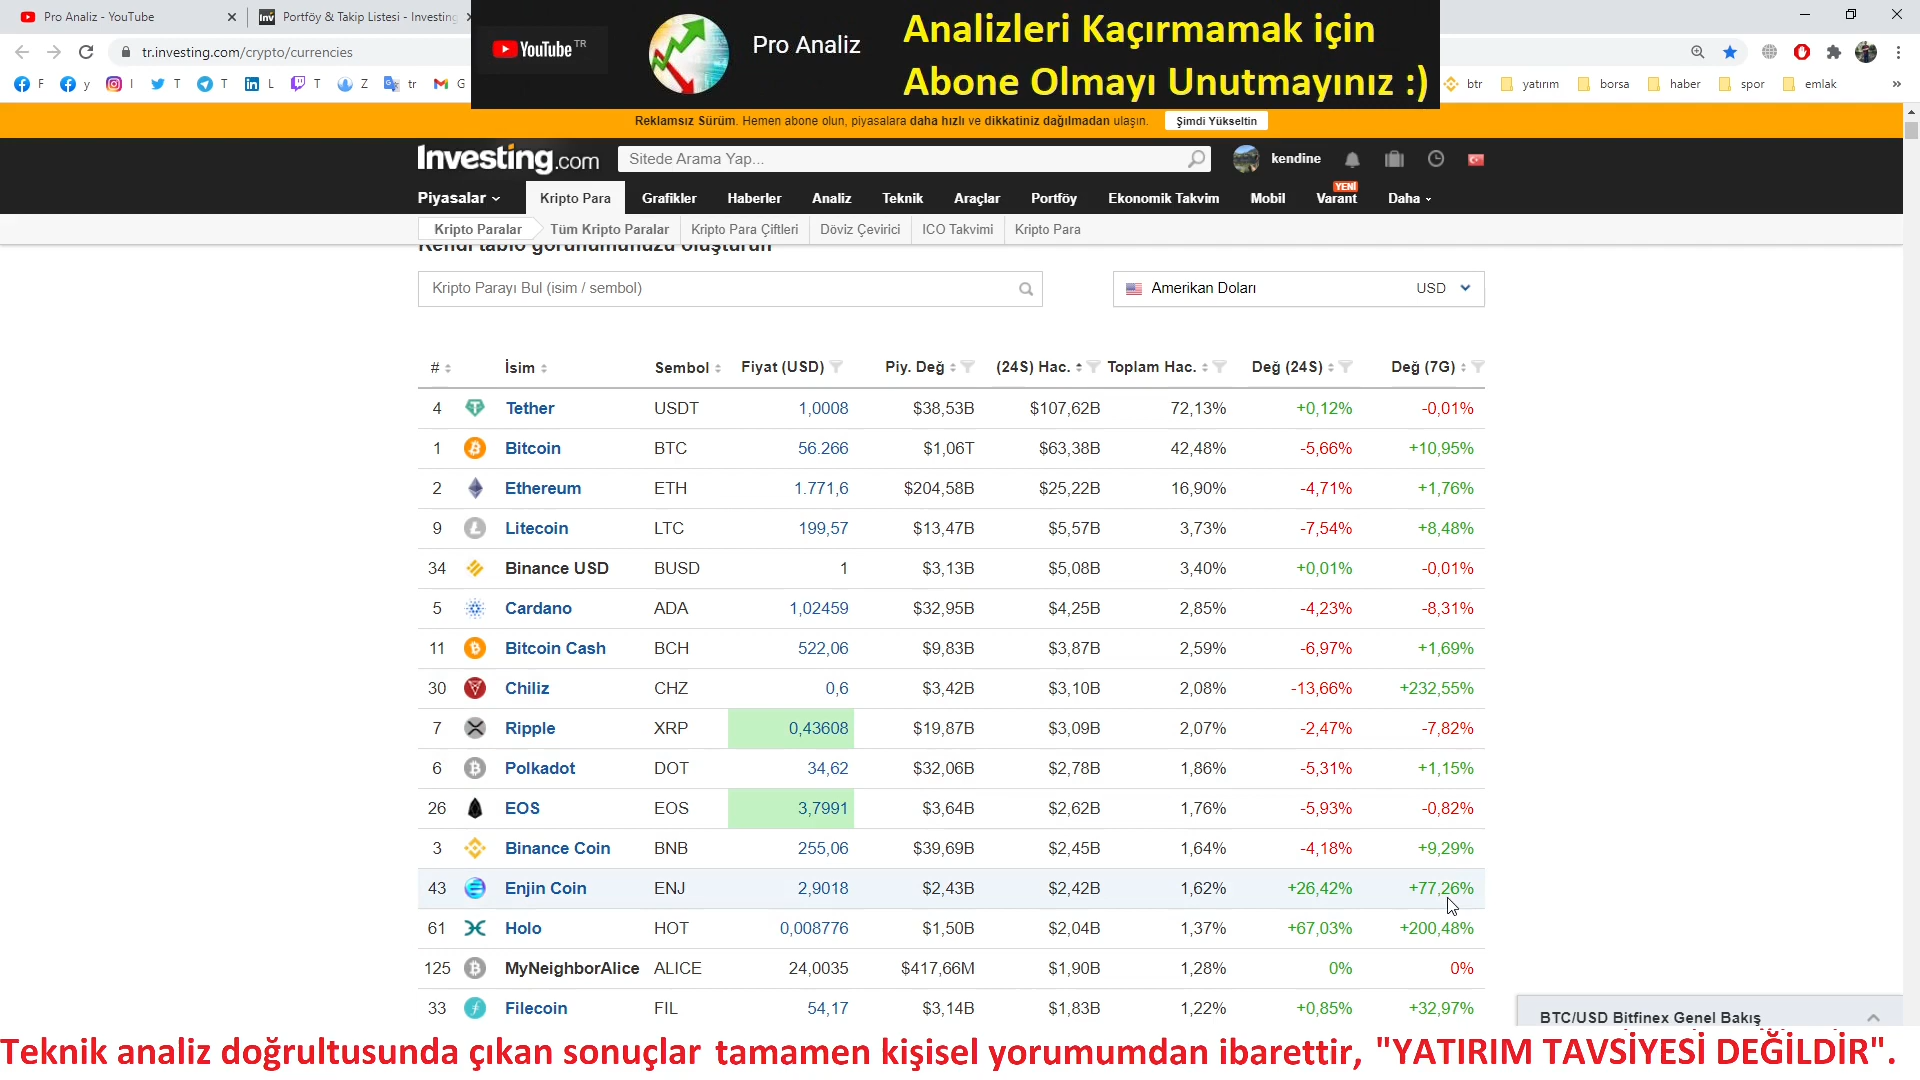 Pro Analiz - YouTube
Portföy & Takip Listesi - Investing
YouTube TR
Pro Analiz
Analizleri Kaçırmamak için
Abone Olmayı Unutmayınız :)
tr.investing.com/crypto/currencies
F y I T T L T Z tr G
btr yatırım borsa haber spor emlak »
Reklamsız Sürüm. Hemen abone olun, piyasalara daha hızlı ve dikkatiniz dağılmadan ulaşın. Şimdi Yükseltin
Investing.com
Sitede Arama Yap...
kendine
YENİ
Piyasalar Kripto Para Grafikler Haberler Analiz Teknik Araçlar Portföy Ekonomik Takvim Mobil Varant Daha
Kripto Paralar Tüm Kripto Paralar Kripto Para Çiftleri Döviz Çevirici ICO Takvimi Kripto Para
Kendi tablo görünümünüzü oluşturun
Kripto Parayı Bul (isim / sembol)
Amerikan Doları USD
# İsim Sembol Fiyat (USD) Piy. Değ (24S) Hac. Toplam Hac. Değ (24S) Değ (7G)
4 Tether USDT 1,0008 $38,53B $107,62B 72,13% +0,12% -0,01%
1 Bitcoin BTC 56.266 $1,06T $63,38B 42,48% -5,66% +10,95%
2 Ethereum ETH 1.771,6 $204,58B $25,22B 16,90% -4,71% +1,76%
9 Litecoin LTC 199,57 $13,47B $5,57B 3,73% -7,54% +8,48%
34 Binance USD BUSD 1 $3,13B $5,08B 3,40% +0,01% -0,01%
5 Cardano ADA 1,02459 $32,95B $4,25B 2,85% -4,23% -8,31%
11 Bitcoin Cash BCH 522,06 $9,83B $3,87B 2,59% -6,97% +1,69%
30 Chiliz CHZ 0,6 $3,42B $3,10B 2,08% -13,66% +232,55%
7 Ripple XRP 0,43608 $19,87B $3,09B 2,07% -2,47% -7,82%
6 Polkadot DOT 34,62 $32,06B $2,78B 1,86% -5,31% +1,15%
26 EOS EOS 3,7991 $3,64B $2,62B 1,76% -5,93% -0,82%
3 Binance Coin BNB 255,06 $39,69B $2,45B 1,64% -4,18% +9,29%
43 Enjin Coin ENJ 2,9018 $2,43B $2,42B 1,62% +26,42% +77,26%
61 Holo HOT 0,008776 $1,50B $2,04B 1,37% +67,03% +200,48%
125 MyNeighborAlice ALICE 24,0035 $417,66M $1,90B 1,28% 0% 0%
33 Filecoin FIL 54,17 $3,14B $1,83B 1,22% +0,85% +32,97%
BTC/USD Bitfinex Genel Bakış
Teknik analiz doğrultusunda çıkan sonuçlar tamamen kişisel yorumumdan ibarettir, "YATIRIM TAVSİYESİ DEĞİLDİR".